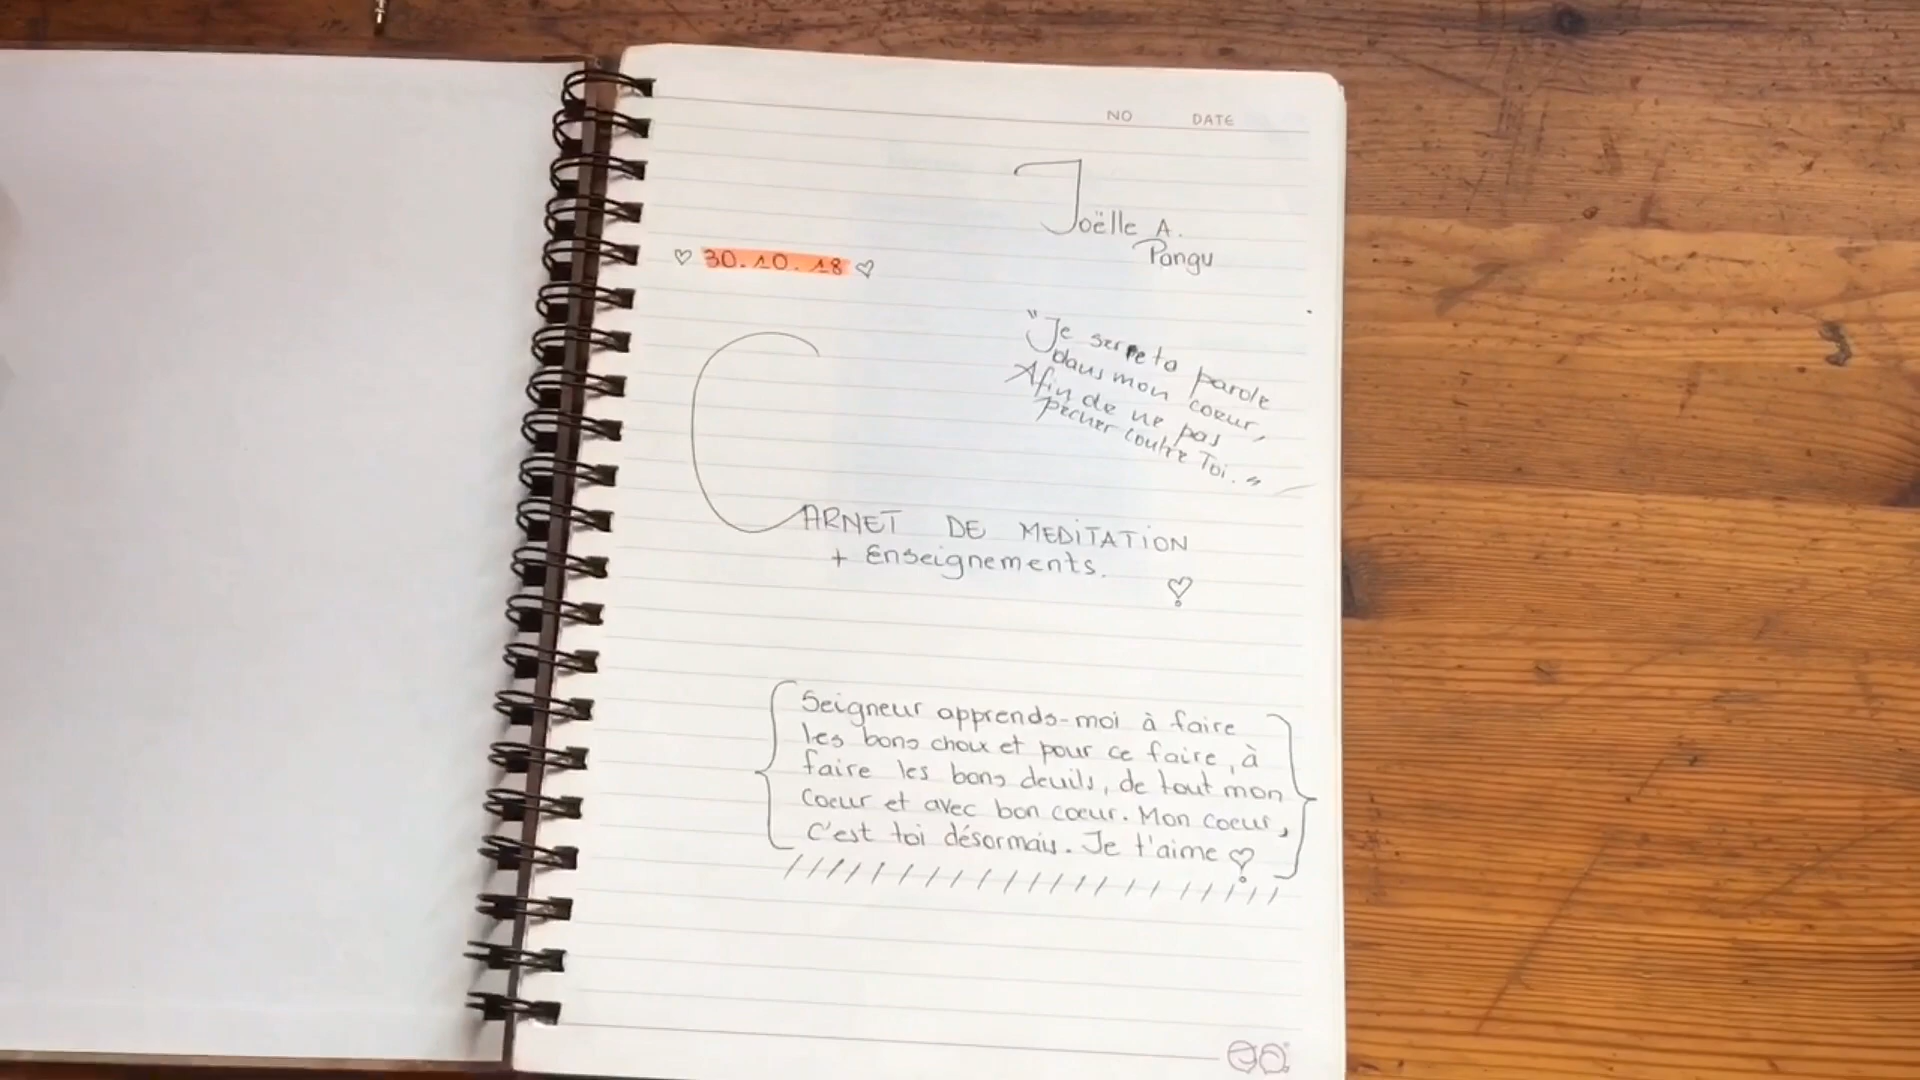 NO DATE
Joëlle A.
Pangu
♡ 30.10.18 ♡
"Je serre ta parole
dans mon coeur,
Afin de ne pas
pécher contre Toi."
CARNET DE MEDITATION
+ Enseignements.
Seigneur apprends-moi à faire
les bons choix et pour ce faire, à
faire les bons deuils, de tout mon
coeur et avec bon coeur. Mon coeur,
c'est toi désormais. Je t'aime ♡